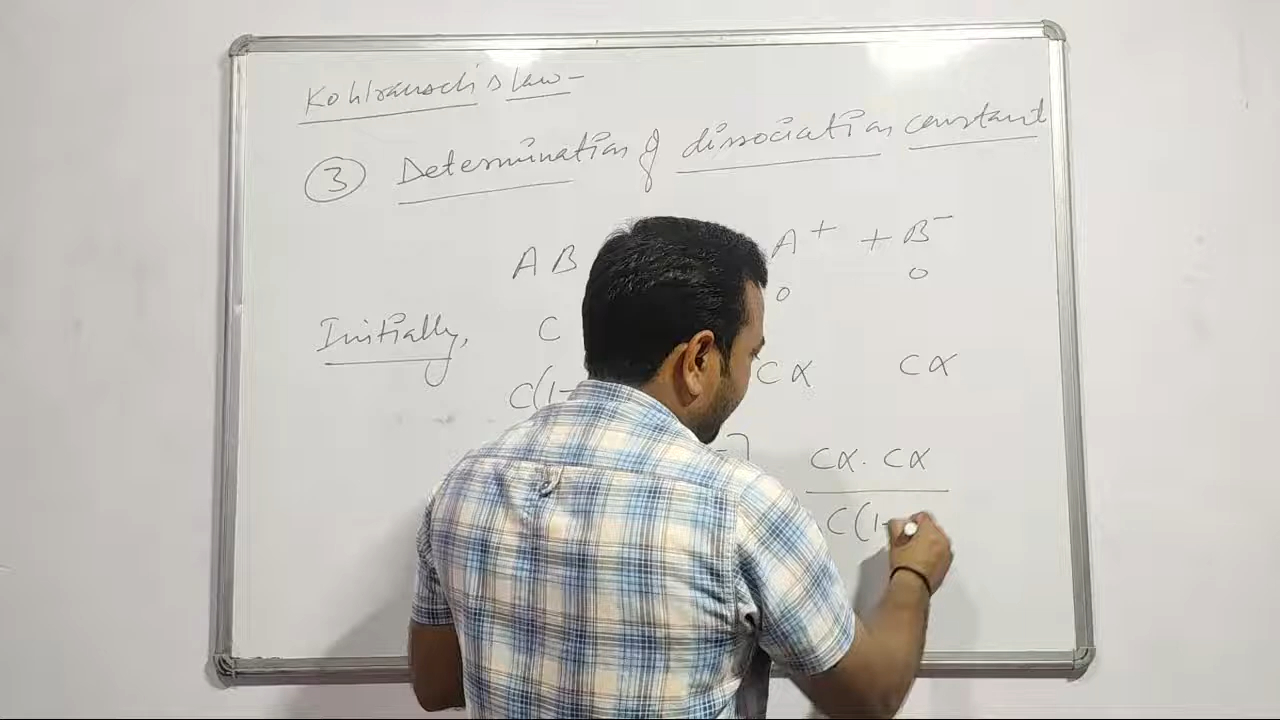 Kohlrausch's law -
③ Determination of dissociation constant
AB A⁺ + B⁻
0 0
Initially, C
C(1- Cα Cα
-] Cα. Cα
C(1-